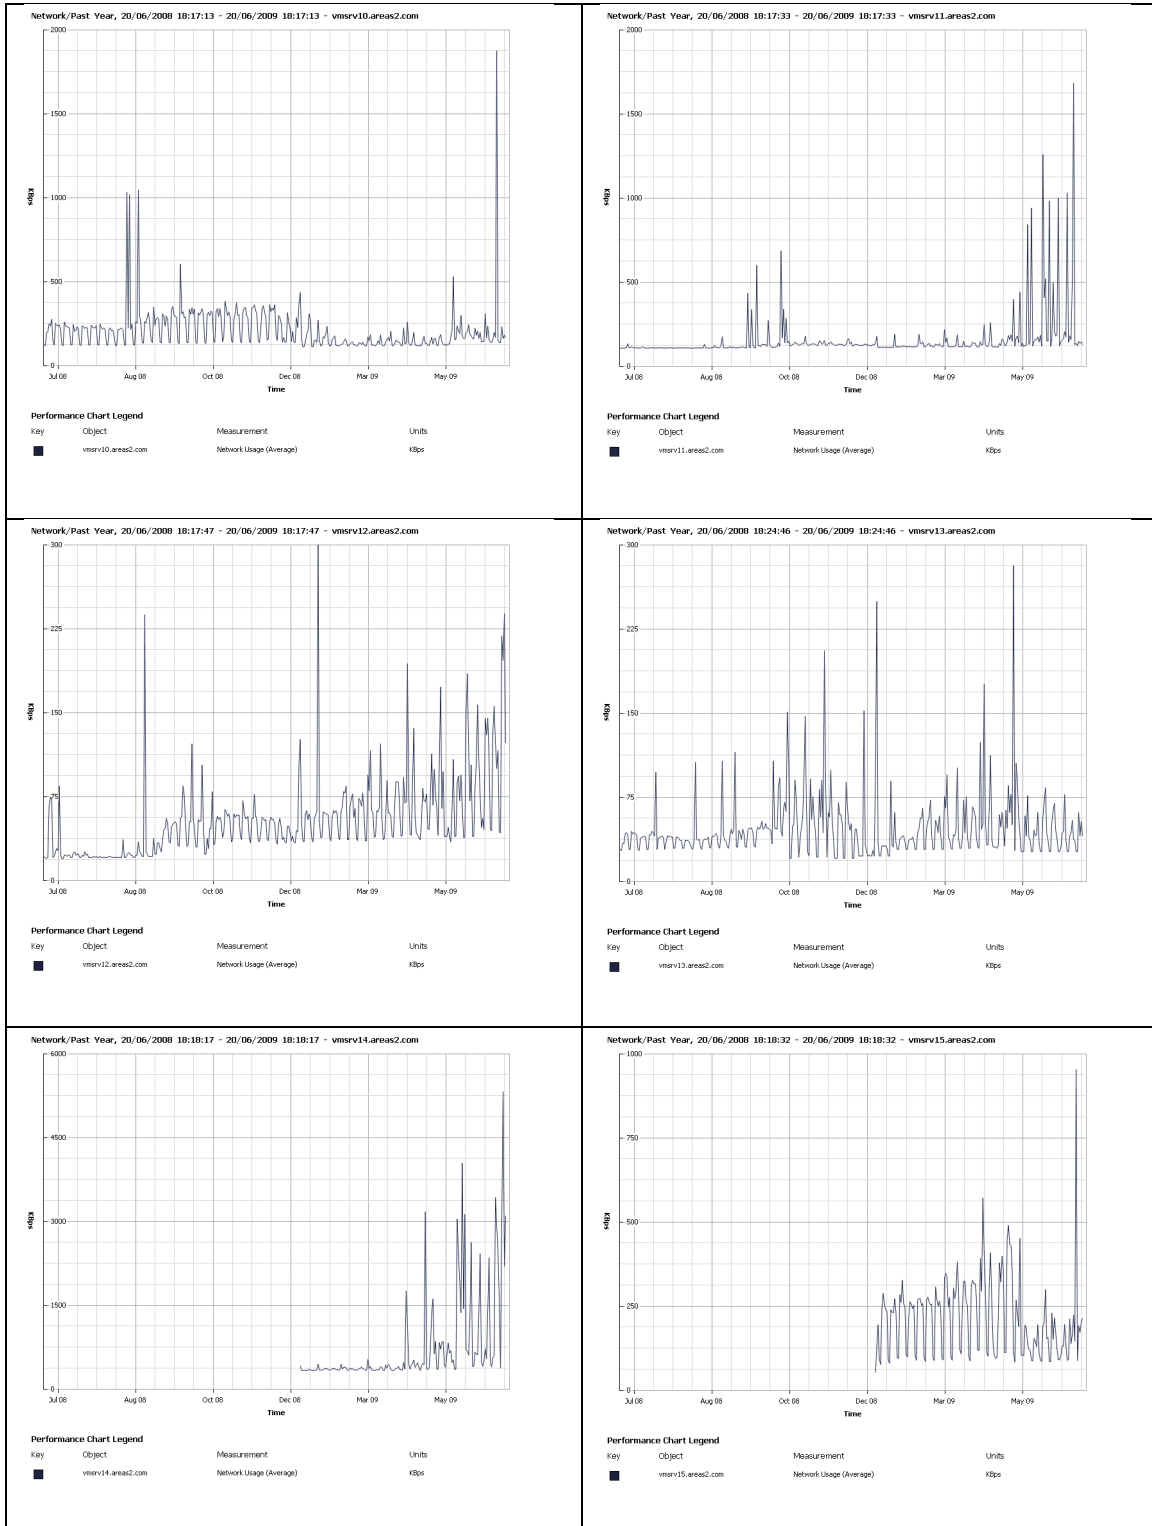 Network/Past Year, 20/06/2008 18:17:13 - 20/06/2009 18:17:13 - vmsrv10.areas2.com
2000
1500
1000
500
0
KBps
Jul 08 Aug 08 Oct 08 Dec 08 Mar 09 May 09
Time
Performance Chart Legend
Key Object Measurement Units
vmsrv10.areas2.com Network Usage (Average) KBps
Network/Past Year, 20/06/2008 18:17:33 - 20/06/2009 18:17:33 - vmsrv11.areas2.com
2000
1500
1000
500
0
KBps
Jul 08 Aug 08 Oct 08 Dec 08 Mar 09 May 09
Time
Performance Chart Legend
Key Object Measurement Units
vmsrv11.areas2.com Network Usage (Average) KBps
Network/Past Year, 20/06/2008 18:17:47 - 20/06/2009 18:17:47 - vmsrv12.areas2.com
300
225
150
75
0
KBps
Jul 08 Aug 08 Oct 08 Dec 08 Mar 09 May 09
Time
Performance Chart Legend
Key Object Measurement Units
vmsrv12.areas2.com Network Usage (Average) KBps
Network/Past Year, 20/06/2008 18:24:46 - 20/06/2009 18:24:46 - vmsrv13.areas2.com
300
225
150
75
0
KBps
Jul 08 Aug 08 Oct 08 Dec 08 Mar 09 May 09
Time
Performance Chart Legend
Key Object Measurement Units
vmsrv13.areas2.com Network Usage (Average) KBps
Network/Past Year, 20/06/2008 18:18:17 - 20/06/2009 18:18:17 - vmsrv14.areas2.com
6000
4500
3000
1500
0
KBps
Jul 08 Aug 08 Oct 08 Dec 08 Mar 09 May 09
Time
Performance Chart Legend
Key Object Measurement Units
vmsrv14.areas2.com Network Usage (Average) KBps
Network/Past Year, 20/06/2008 18:18:32 - 20/06/2009 18:18:32 - vmsrv15.areas2.com
1000
750
500
250
0
KBps
Jul 08 Aug 08 Oct 08 Dec 08 Mar 09 May 09
Time
Performance Chart Legend
Key Object Measurement Units
vmsrv15.areas2.com Network Usage (Average) KBps